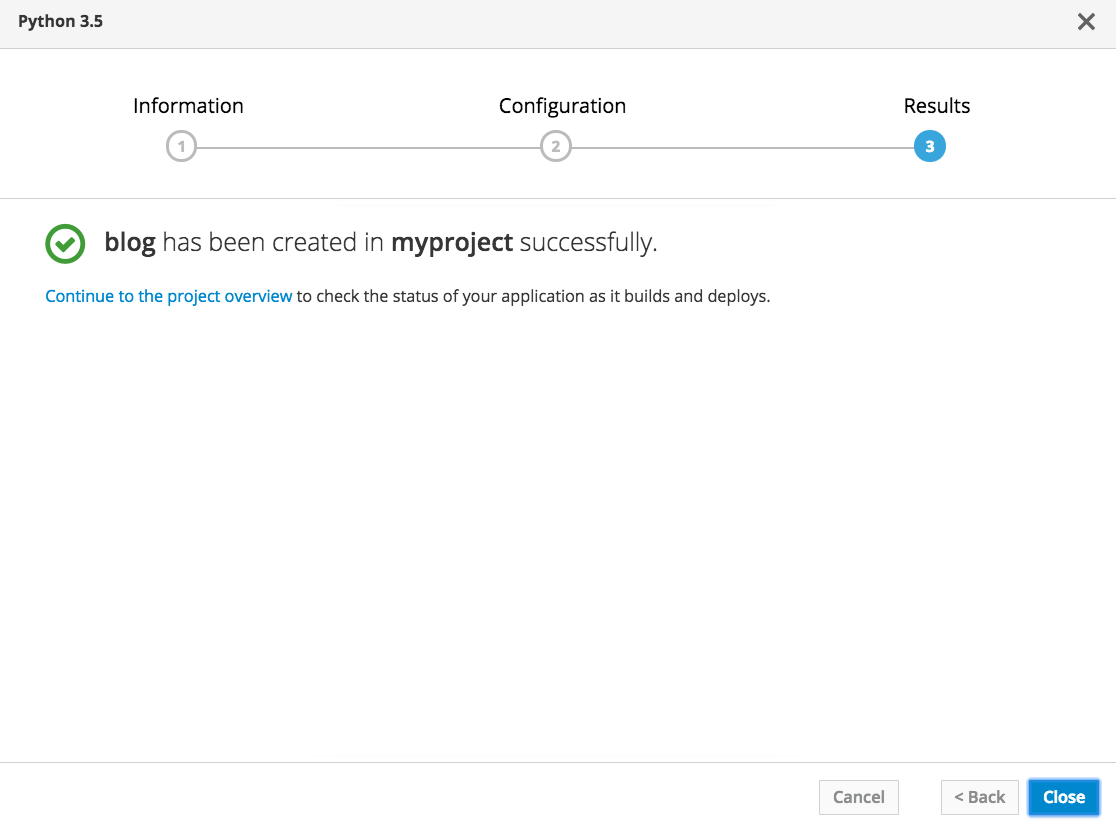 Python 3.5
Information Configuration Results
1 2 3
blog has been created in myproject successfully.
Continue to the project overview to check the status of your application as it builds and deploys.
Cancel < Back Close